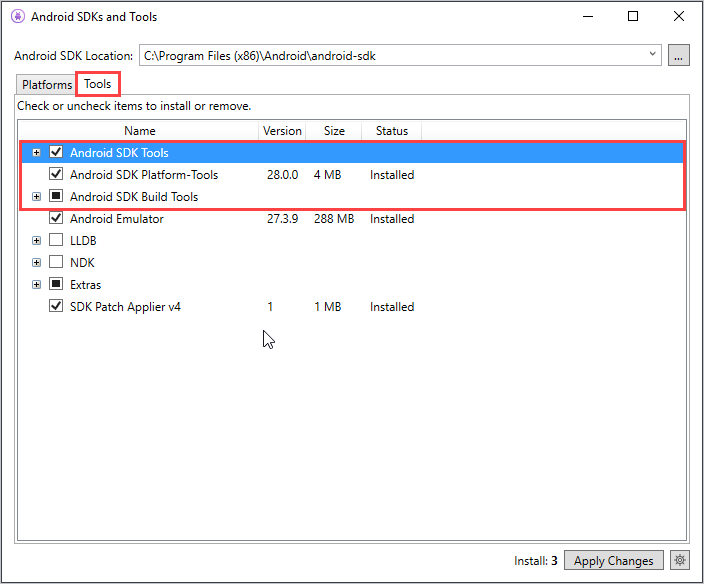 Android SDKs and Tools
Android SDK Location: C:\Program Files (x86)\Android\android-sdk ...
Platforms Tools
Check or uncheck items to install or remove.
Name Version Size Status
Android SDK Tools
Android SDK Platform-Tools 28.0.0 4 MB Installed
Android SDK Build Tools
Android Emulator 27.3.9 288 MB Installed
LLDB
NDK
Extras
SDK Patch Applier v4 1 1 MB Installed
Install: 3 Apply Changes